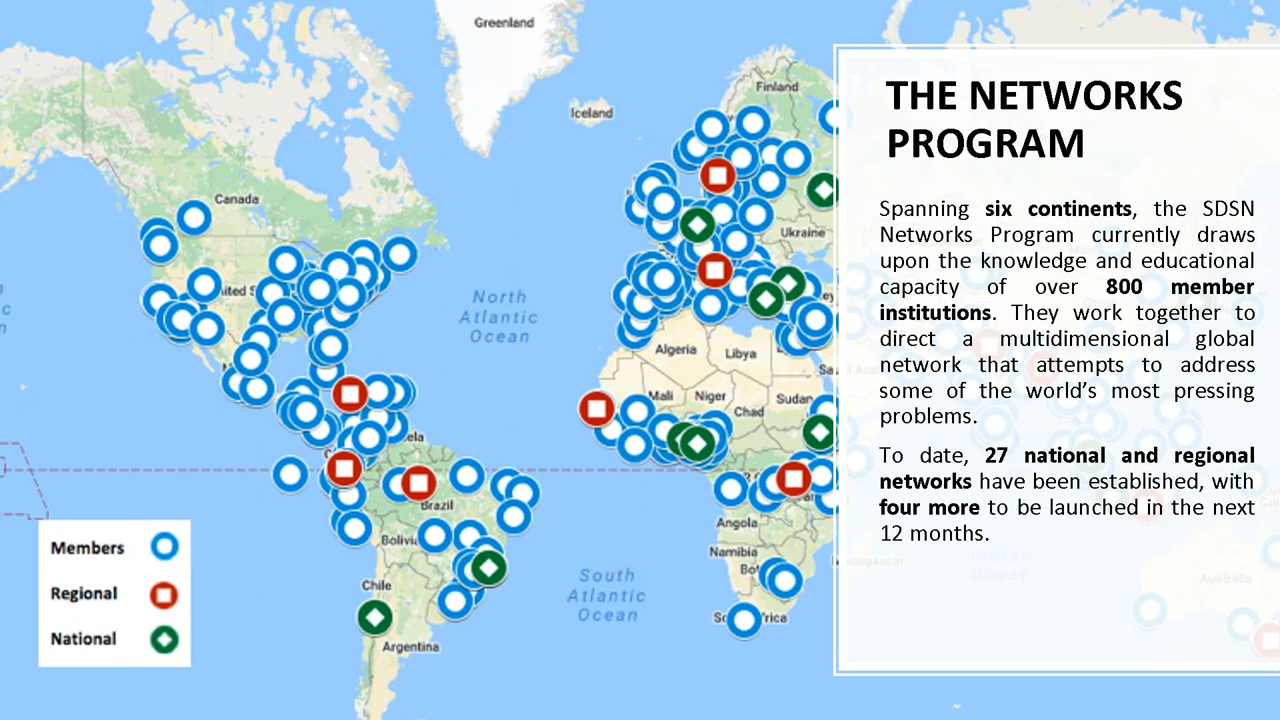 Greenland
Finland
Iceland
Canada
Ukraine
North
Atlantic
Ocean
Algeria
Libya
Mali
Niger
Chad
Sudan
Brazil
Angola
Namibia
Chile
South
Atlantic
Ocean
Argentina
Members
Regional
National
THE NETWORKS
PROGRAM
Spanning six continents, the SDSN
Networks Program currently draws
upon the knowledge and educational
capacity of over 800 member
institutions. They work together to
direct a multidimensional global
network that attempts to address
some of the world's most pressing
problems.
To date, 27 national and regional
networks have been established, with
four more to be launched in the next
12 months.
Australia